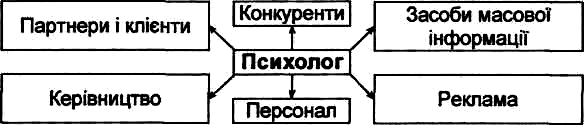 Партнери і клієнти
Конкуренти
Засоби масової
інформації
Психолог
Керівництво
Персонал
Реклама